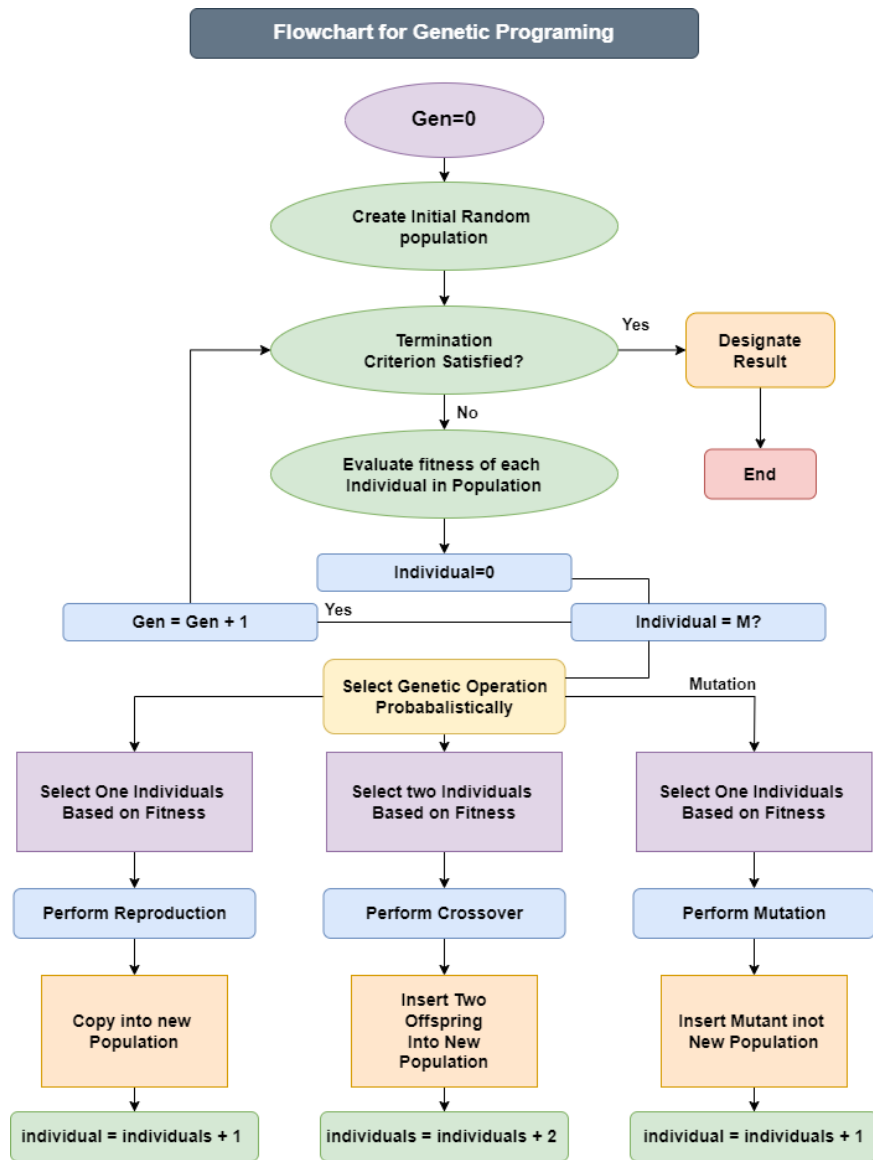 Flowchart for Genetic Programing
Gen=0
Create Initial Random
population
Termination
Criterion Satisfied?
Yes
Designate
Result
No
Evaluate fitness of each
Individual in Population
End
Individual=0
Gen = Gen + 1
Yes
Individual = M?
Select Genetic Operation
Probabalistically
Mutation
Select One Individuals
Based on Fitness
Select two Individuals
Based on Fitness
Select One Individuals
Based on Fitness
Perform Reproduction
Perform Crossover
Perform Mutation
Copy into new
Population
Insert Two
Offspring
Into New
Population
Insert Mutant inot
New Population
individual = individuals + 1
individuals = individuals + 2
individual = individuals + 1